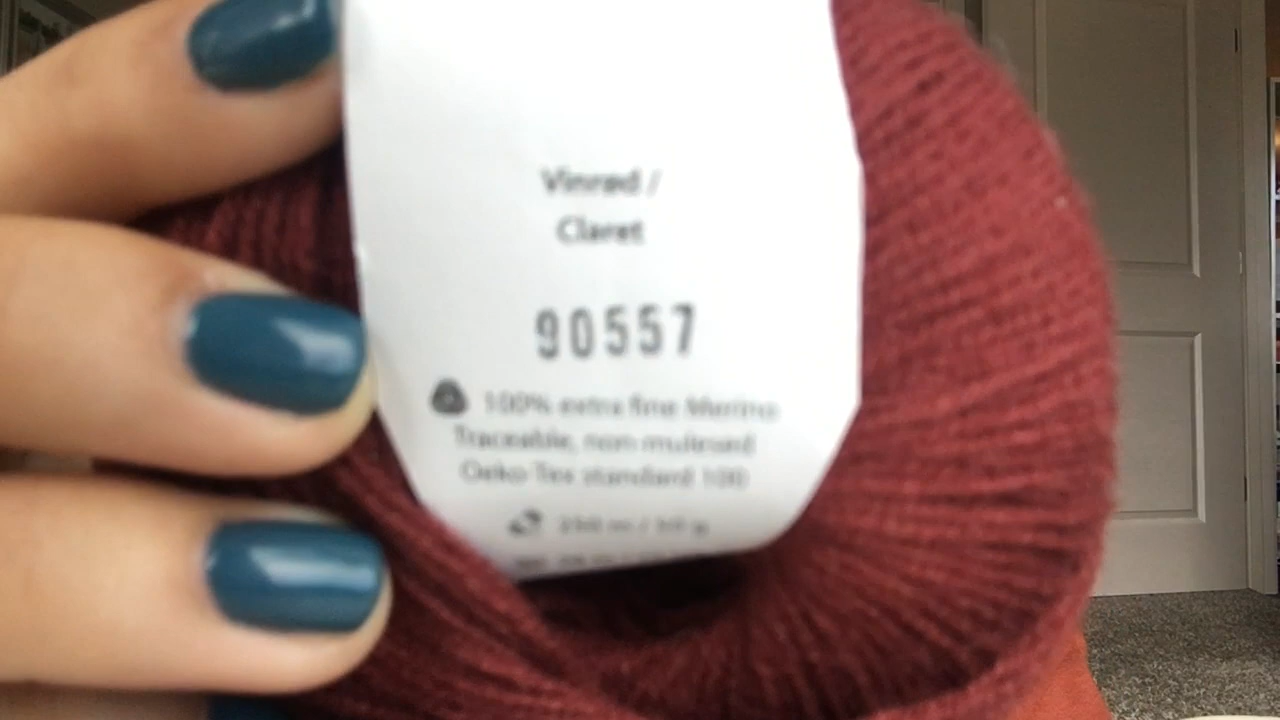 Vinrød /
Claret
90557
100% extra fine Merino
Traceable, non-mulesed
Oeko-Tex standard 100